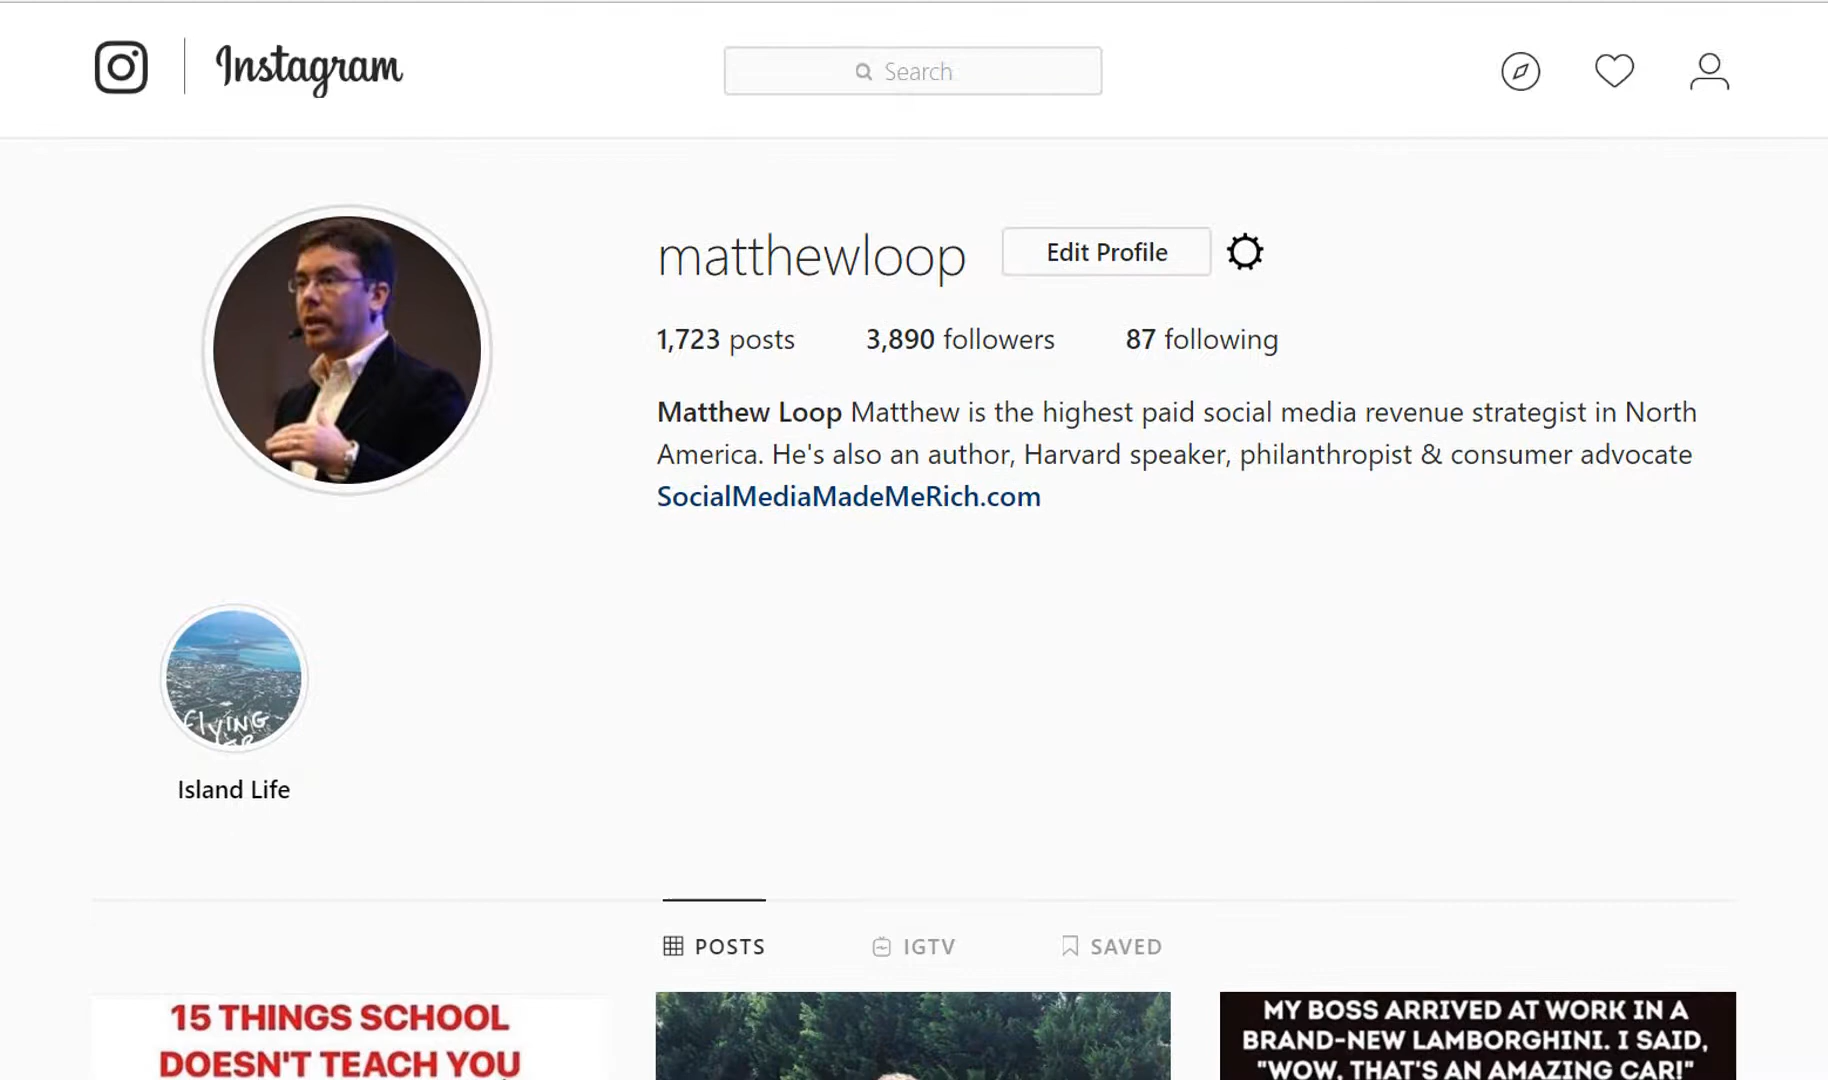 Instagram
Search
matthewloop
Edit Profile
1,723 posts 3,890 followers 87 following
Matthew Loop Matthew is the highest paid social media revenue strategist in North
America. He's also an author, Harvard speaker, philanthropist & consumer advocate
SocialMediaMadeMeRich.com
FlYING
Island Life
POSTS IGTV SAVED
15 THINGS SCHOOL
DOESN'T TEACH YOU
MY BOSS ARRIVED AT WORK IN A
BRAND-NEW LAMBORGHINI. I SAID,
"WOW, THAT'S AN AMAZING CAR!"